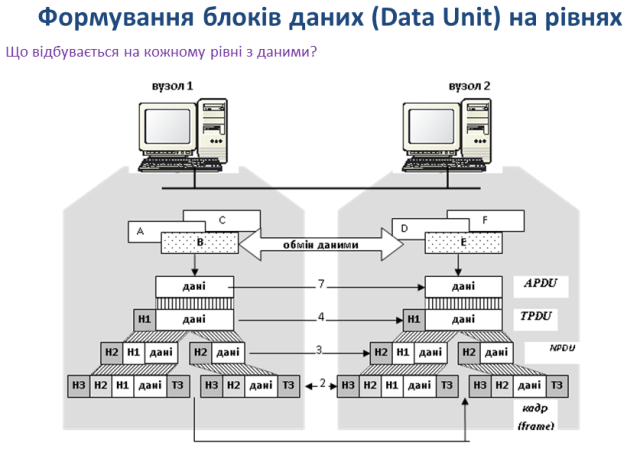 Формування блоків даних (Data Unit) на рівнях
Що відбувається на кожному рівні з даними?
вузол 1
вузол 2
A
C
B
обмін даними
D
F
E
дані
7
дані
APDU
H1
дані
4
H1
дані
TPDU
H2
H1
дані
H2
дані
3
H2
H1
дані
H2
дані
NPDU
H3
H2
H1
дані
T3
H3
H2
дані
T3
2
H3
H2
H1
дані
T3
H3
H2
дані
T3
кадр
(frame)